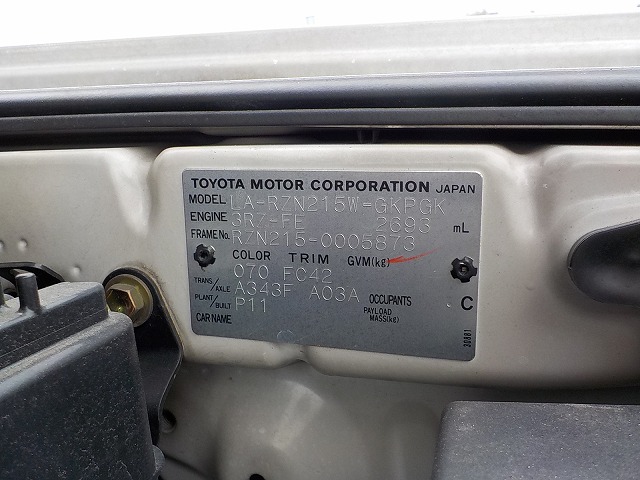 TOYOTA MOTOR CORPORATION JAPAN
MODEL LA-RZN215W-GKPGK
ENGINE 3RZ-FE 2693 mL
FRAME No. RZN215-0005873
COLOR TRIM GVM(kg)
070 FC42
TRANS/AXLE A343F A03A OCCUPANTS C
PLANT/BUILT P11 PAYLOAD MASS(kg)
CAR NAME
30881